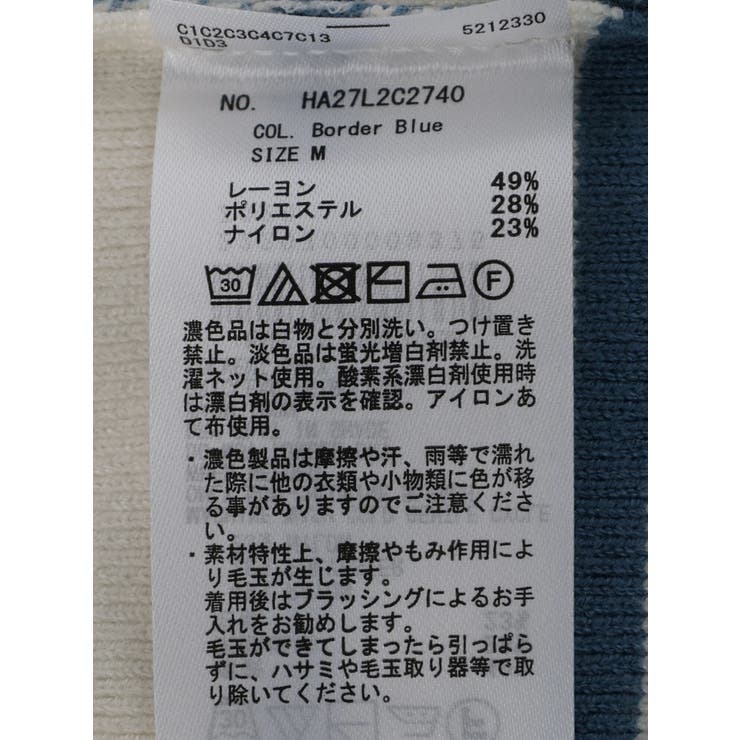 C1C2C3C4C7C13 5212330
D1D3
NO. HA27L2C2740
COL. Border Blue
SIZE M
レーヨン 49%
ポリエステル 28%
ナイロン 23%
30 F
濃色品は白物と分別洗い。つけ置き
禁止。淡色品は蛍光増白剤禁止。洗
濯ネット使用。酸素系漂白剤使用時
は漂白剤の表示を確認。アイロンあ
て布使用。
・濃色製品は摩擦や汗、雨等で濡れ
た際に他の衣類や小物類に色が移
る事がありますのでご注意くださ
い。
・素材特性上、摩擦やもみ作用によ
り毛玉が生じます。
着用後はブラッシングによるお手
入れをお勧めします。
毛玉ができてしまったら引っぱら
ずに、ハサミや毛玉取り器等で取
り除いてください。